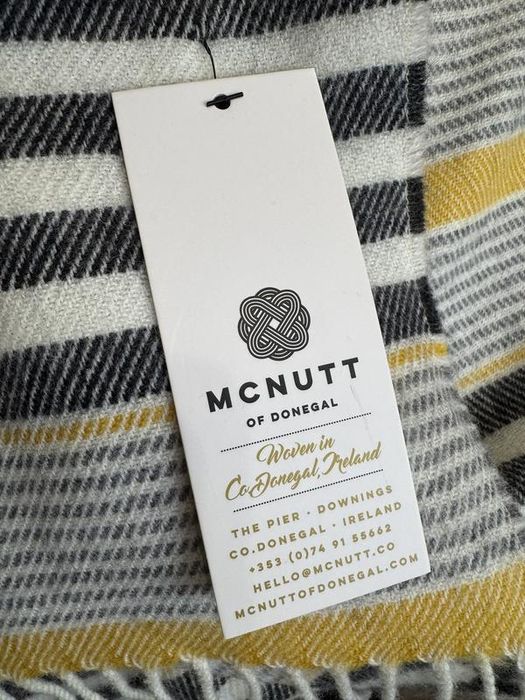 MCNUTT
OF DONEGAL
Woven in
Co.Donegal, Ireland
THE PIER · DOWNINGS
CO.DONEGAL · IRELAND
+353 (0)74 91 55662
HELLO@MCNUTT.CO
MCNUTTOFDONEGAL.COM